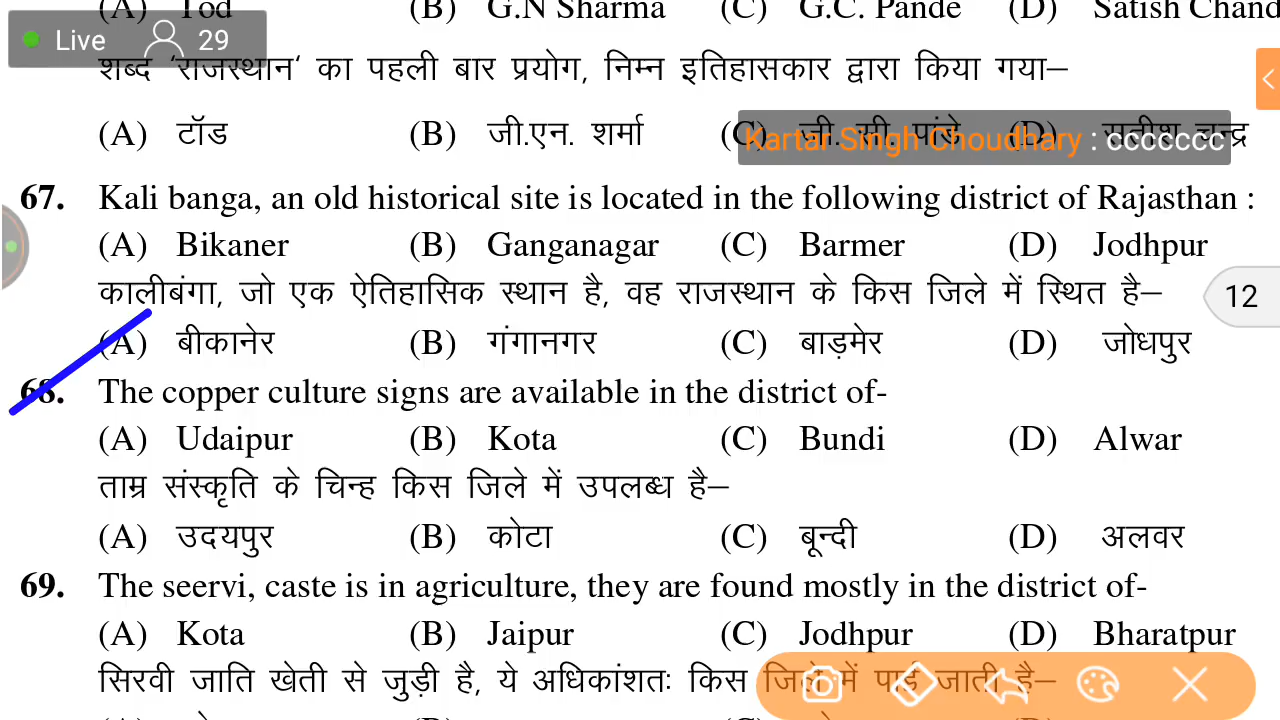 (A) Tod (B) G.N Sharma (C) G.C. Pande (D) Satish Chand
Live 29
शब्द ‘राजस्थान‘ का पहली बार प्रयोग, निम्न इतिहासकार द्वारा किया गया–
(A) टॉड (B) जी.एन. शर्मा (C) जी. सी. पांडे (D) सतीश चन्द्र
Kartar Singh Choudhary : ccccccc
67. Kali banga, an old historical site is located in the following district of Rajasthan :
(A) Bikaner (B) Ganganagar (C) Barmer (D) Jodhpur
कालीबंगा, जो एक ऐतिहासिक स्थान है, वह राजस्थान के किस जिले में स्थित है–
12
(A) बीकानेर (B) गंगानगर (C) बाड़मेर (D) जोधपुर
68. The copper culture signs are available in the district of-
(A) Udaipur (B) Kota (C) Bundi (D) Alwar
ताम्र संस्कृति के चिन्ह किस जिले में उपलब्ध है–
(A) उदयपुर (B) कोटा (C) बून्दी (D) अलवर
69. The seervi, caste is in agriculture, they are found mostly in the district of-
(A) Kota (B) Jaipur (C) Jodhpur (D) Bharatpur
सिरवी जाति खेती से जुड़ी है, ये अधिकांशतः किस जिले में पाई जाती है–